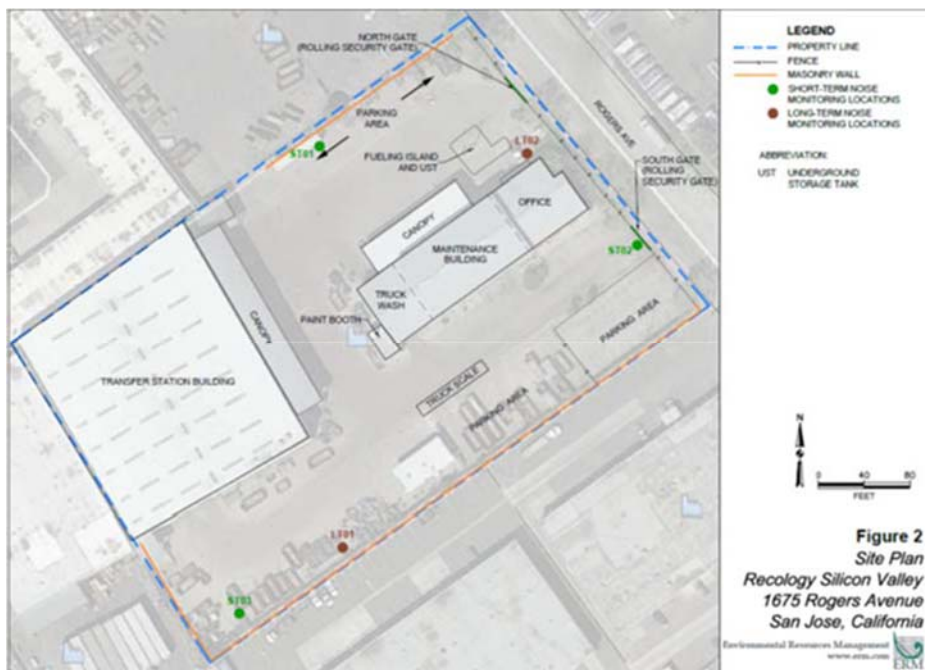 NORTH GATE
(ROLLING SECURITY GATE)
PARKING
AREA
ST01
FUELING ISLAND
AND UST
LT02
ROGERS AVE
SOUTH GATE
(ROLLING
SECURITY GATE)
OFFICE
CANOPY
MAINTENANCE
BUILDING
ST02
TRUCK
WASH
PAINT BOOTH
CANOPY
PARKING AREA
TRANSFER STATION BUILDING
TRUCK SCALE
PARKING AREA
LT01
LEGEND
PROPERTY LINE
FENCE
MASONRY WALL
SHORT-TERM NOISE
MONITORING LOCATIONS
LONG-TERM NOISE
MONITORING LOCATIONS
ABBREVIATION:
UST UNDERGROUND
STORAGE TANK
N
0 40 80
FEET
Figure 2
Site Plan
Recology Silicon Valley
1675 Rogers Avenue
San Jose, California
Environmental Resources Management
www.erm.com
ERM